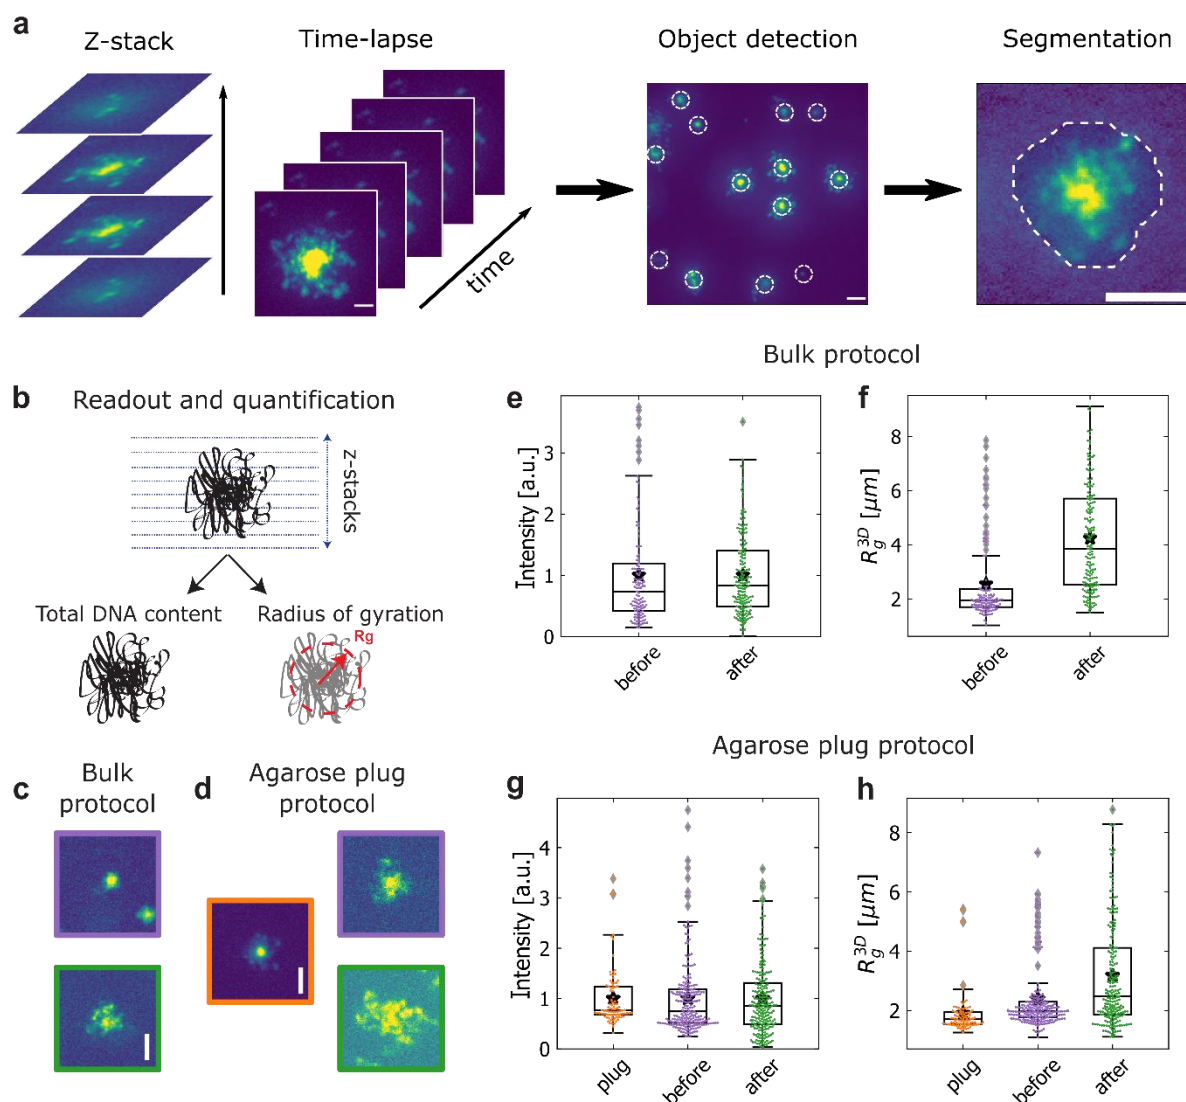 a
Z-stack
Time-lapse
Object detection
Segmentation
time
Bulk protocol
b
Readout and quantification
z-stacks
Total DNA content
Radius of gyration
Rg
e
Intensity [a.u.]
3
2
1
0
before
after
f
R_g^{3D} [μm]
8
6
4
2
before
after
Agarose plug protocol
c
Bulk
protocol
d
Agarose plug
protocol
g
Intensity [a.u.]
4
3
2
1
0
plug
before
after
h
R_g^{3D} [μm]
8
6
4
2
plug
before
after